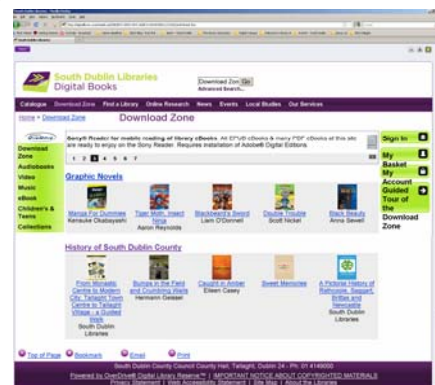 South Dublin Libraries
Digital Books
Download Zon Go
Advanced Search...
Catalogue Download Zone Find a Library Online Research News Events Local Studies Our Services
Home > Download Zone
Download Zone
Sony® Reader for mobile reading of library eBooks. All EPUB eBooks & many PDF eBooks at this site
are ready to enjoy on the Sony Reader. Requires installation of Adobe® Digital Editions.
1 2 3 4 5 6 7
Download
Zone
Audiobooks
Video
Music
eBook
Children's &
Teens
Collections
Sign In
My
Basket
My
Account
Guided
Tour of
the
Download
Zone
Graphic Novels
Manga For Dummies
Kensuke Okabayashi
Tiger Moth, Insect
Ninja
Aaron Reynolds
Blackbeard's Sword
Liam O'Donnell
Double Trouble
Scott Nickel
Black Beauty
Anna Sewell
History of South Dublin County
From Monastic
Centre to Modern
City, Tallaght Town
Centre to Tallaght
Village - a Guided
Walk
South Dublin
Libraries
Bumps in the Field
and Crumbling Walls
Hermann Geissel
Caught in Amber
Eileen Casey
Sweet Memories
A Pictorial History of
Rathcoole, Saggart,
Brittas and
Newcastle
South Dublin
Libraries
Top of Page Bookmark Email Print
South Dublin County Council County Hall, Tallaght, Dublin 24 - Ph: 01 4149000
Powered by OverDrive® Digital Library Reserve™ | IMPORTANT NOTICE ABOUT COPYRIGHTED MATERIALS
Privacy Statement | Web Accessibility Statement | Site Map | About the Libraries